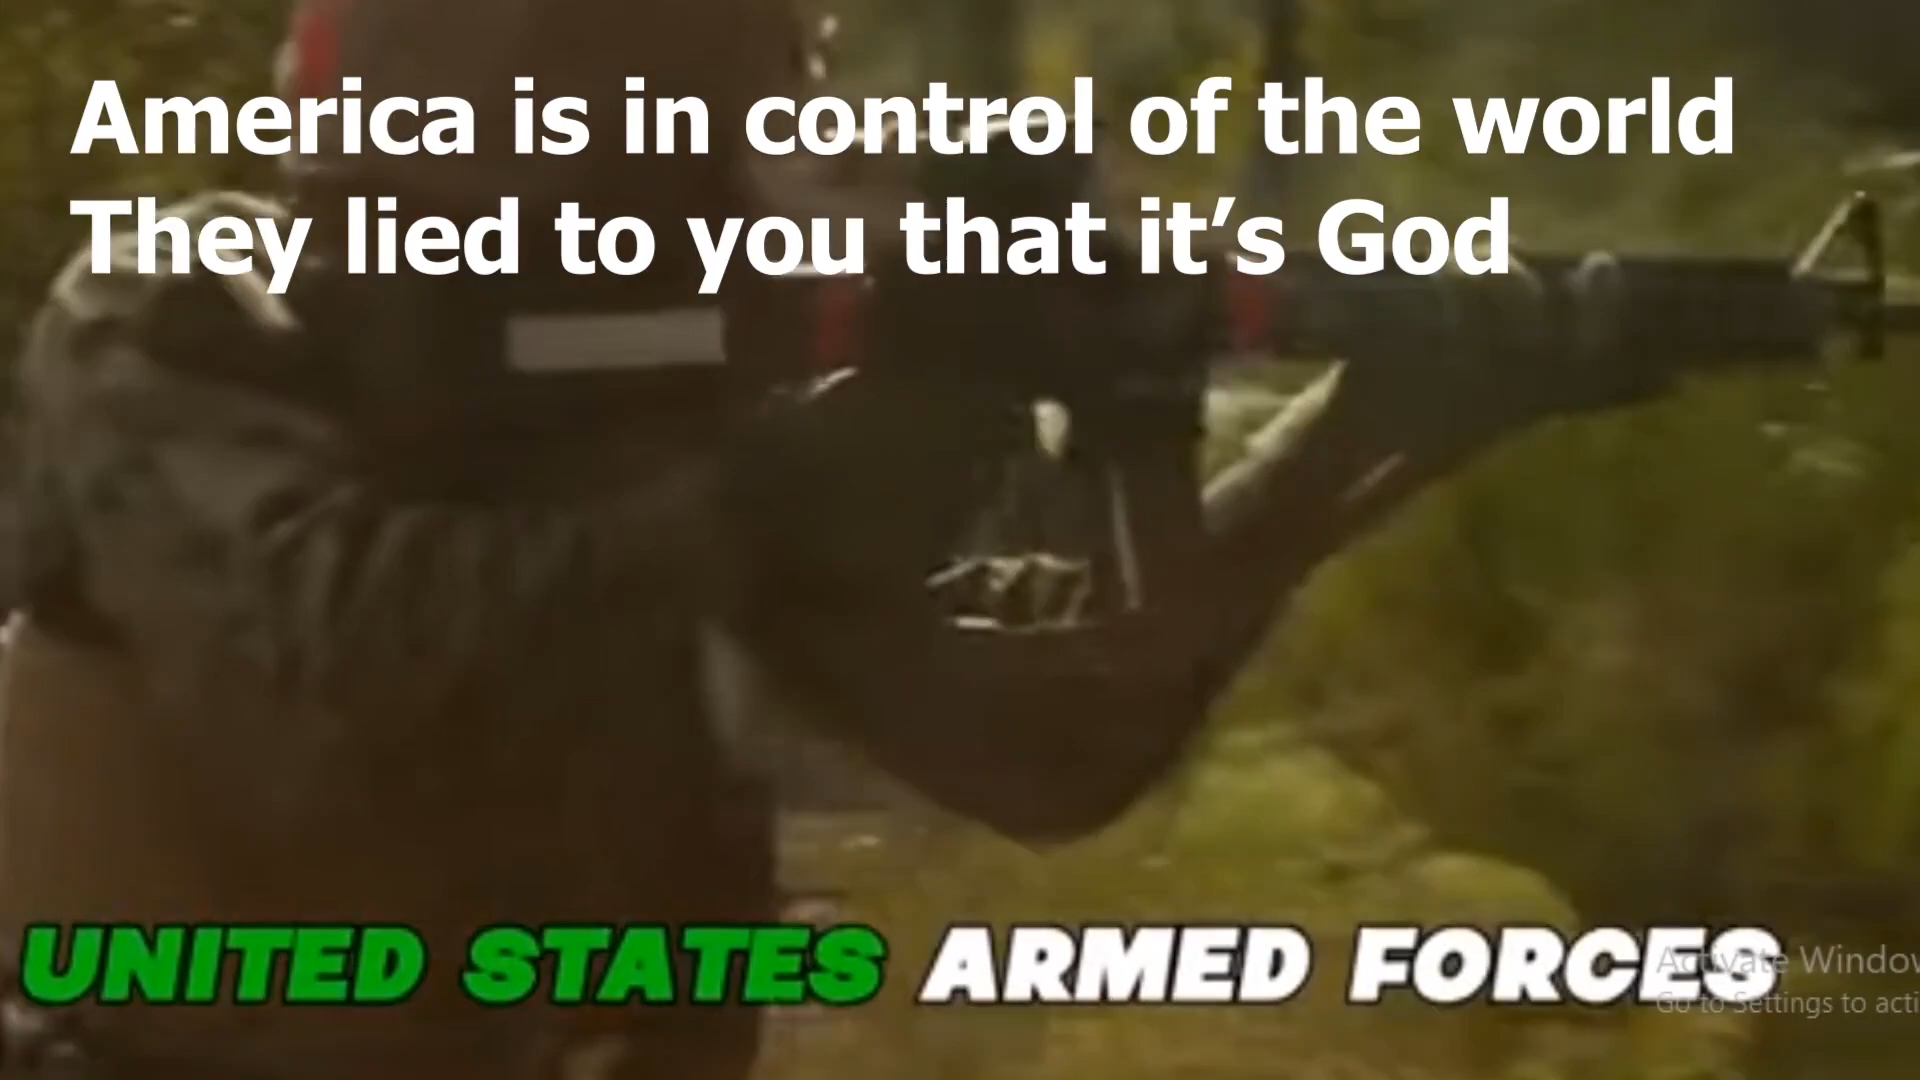 America is in control of the world
They lied to you that it’s God
UNITED STATES ARMED FORCES
Activate Window
Go to Settings to acti